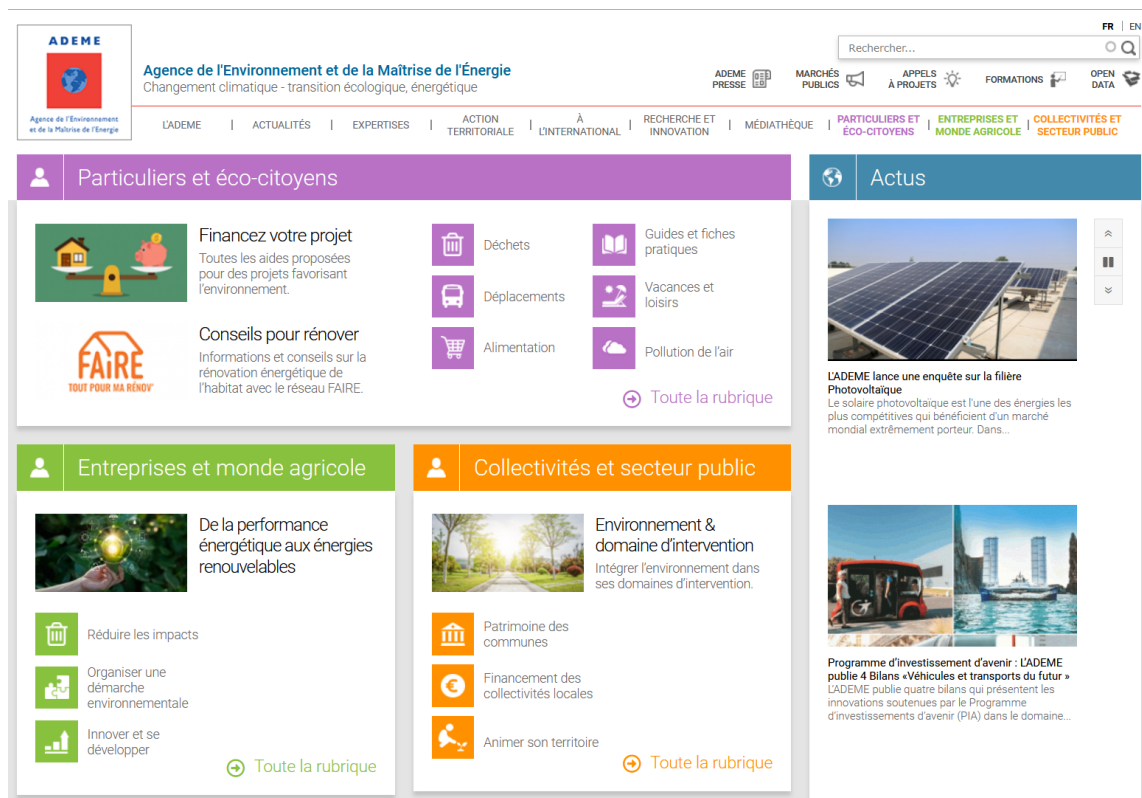 FR | EN
ADEME
Agence de l'Environnement
et de la Maîtrise de l'Energie
Agence de l'Environnement et de la Maîtrise de l'Énergie
Changement climatique - transition écologique, énergétique
Rechercher...
ADEME
PRESSE
MARCHÉS
PUBLICS
APPELS
À PROJETS
FORMATIONS
OPEN
DATA
L'ADEME
ACTUALITÉS
EXPERTISES
ACTION
TERRITORIALE
À
L'INTERNATIONAL
RECHERCHE ET
INNOVATION
MÉDIATHÈQUE
PARTICULIERS ET
ÉCO-CITOYENS
ENTREPRISES ET
MONDE AGRICOLE
COLLECTIVITÉS ET
SECTEUR PUBLIC
Particuliers et éco-citoyens
Financez votre projet
Toutes les aides proposées
pour des projets favorisant
l'environnement.
FAIRE
TOUT POUR MA RÉNOV'
Conseils pour rénover
Informations et conseils sur la
rénovation énergétique de
l'habitat avec le réseau FAIRE.
Déchets
Guides et fiches
pratiques
Déplacements
Vacances et
loisirs
Alimentation
Pollution de l'air
Toute la rubrique
Entreprises et monde agricole
De la performance
énergétique aux énergies
renouvelables
Réduire les impacts
Organiser une
démarche
environnementale
Innover et se
développer
Toute la rubrique
Collectivités et secteur public
Environnement &
domaine d'intervention
Intégrer l'environnement dans
ses domaines d'intervention.
Patrimoine des
communes
Financement des
collectivités locales
Animer son territoire
Toute la rubrique
Actus
L'ADEME lance une enquête sur la filière
Photovoltaïque
Le solaire photovoltaïque est l'une des énergies les
plus compétitives qui bénéficient d'un marché
mondial extrêmement porteur. Dans...
Programme d'investissement d'avenir : L'ADEME
publie 4 Bilans «Véhicules et transports du futur »
L'ADEME publie quatre bilans qui présentent les
innovations soutenues par le Programme
d'investissements d'avenir (PIA) dans le domaine...